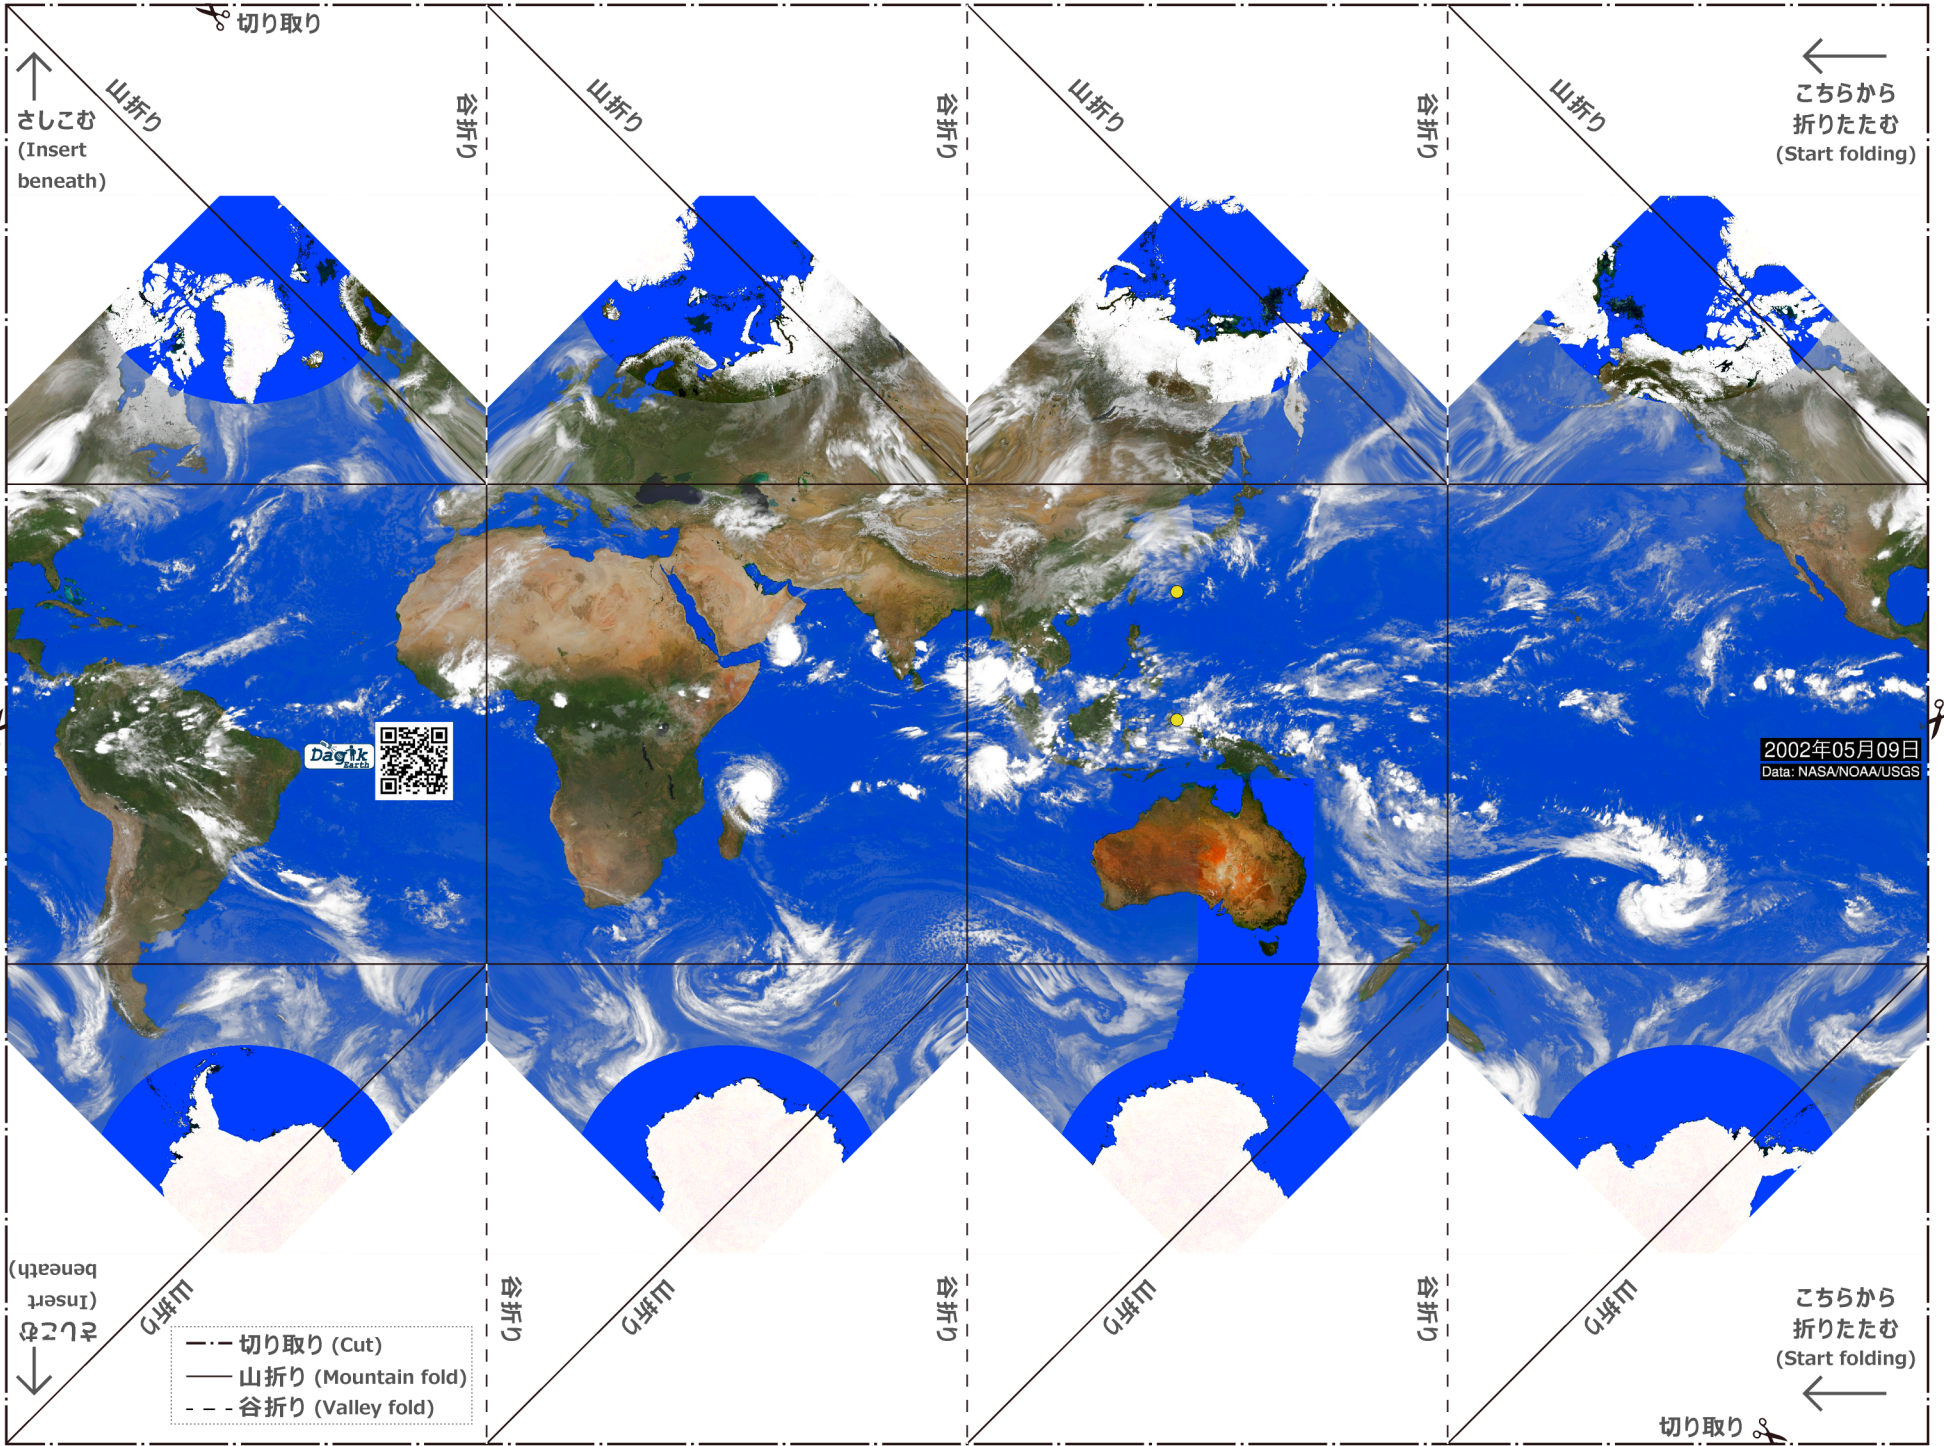 切り取り
山折り
谷折り
山折り
谷折り
山折り
谷折り
山折り
さしこむ
(Insert
beneath)
こちらから
折りたたむ
(Start folding)
Dagik
Earth
2002年05月09日
Data: NASA/NOAA/USGS
さしこむ
(Insert
beneath)
山折り
谷折り
山折り
谷折り
山折り
谷折り
山折り
こちらから
折りたたむ
(Start folding)
切り取り (Cut)
山折り (Mountain fold)
谷折り (Valley fold)
切り取り